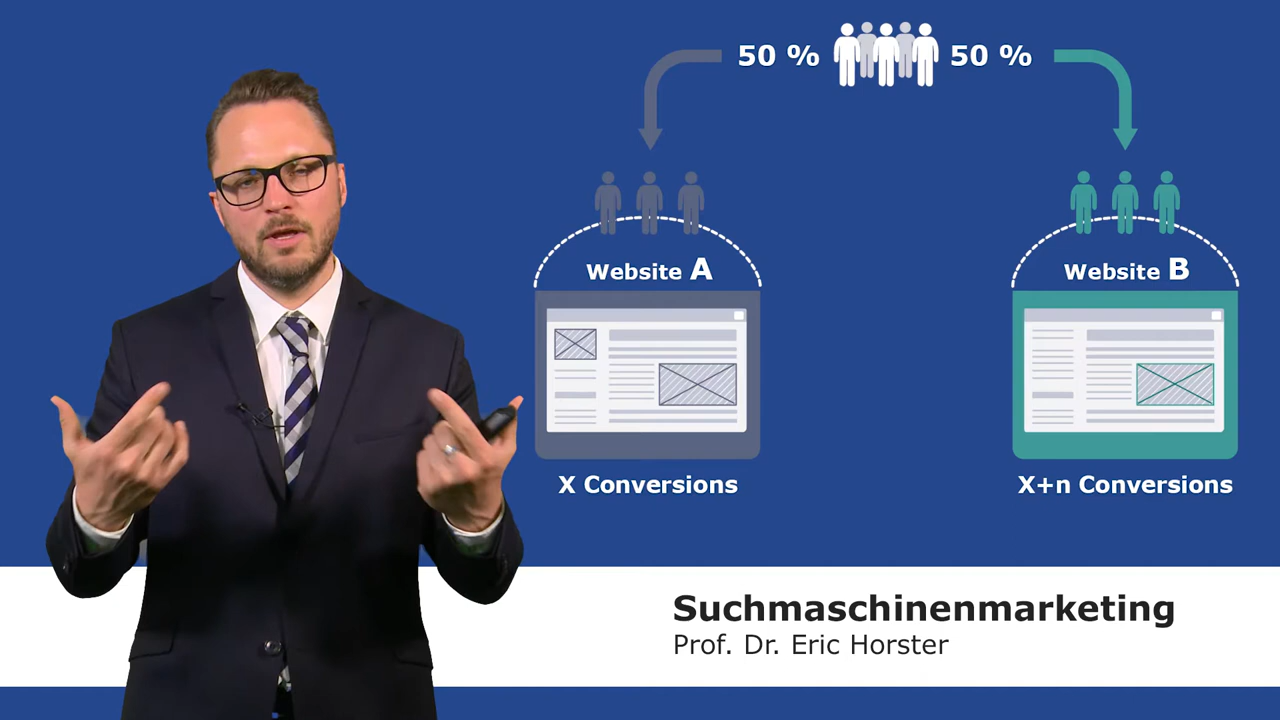 50 % 50 %
Website A
Website B
X Conversions
X+n Conversions
Suchmaschinenmarketing
Prof. Dr. Eric Horster